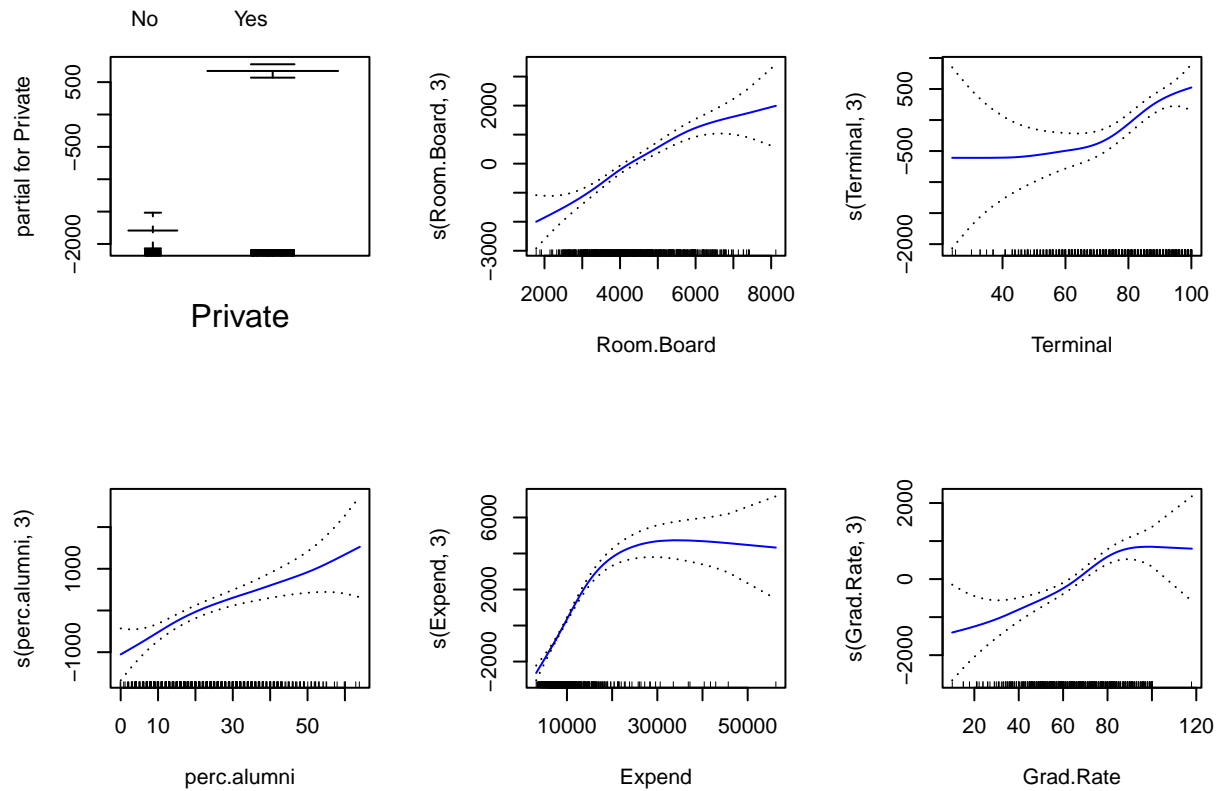 No Yes
partial for Private
−2000 −500 500
Private
s(Room.Board, 3)
−3000 0 2000
2000 4000 6000 8000
Room.Board
s(Terminal, 3)
−2000 −500 500
40 60 80 100
Terminal
s(perc.alumni, 3)
−1000 1000
0 10 30 50
perc.alumni
s(Expend, 3)
−2000 2000 6000
10000 30000 50000
Expend
s(Grad.Rate, 3)
−2000 0 2000
20 40 60 80 120
Grad.Rate